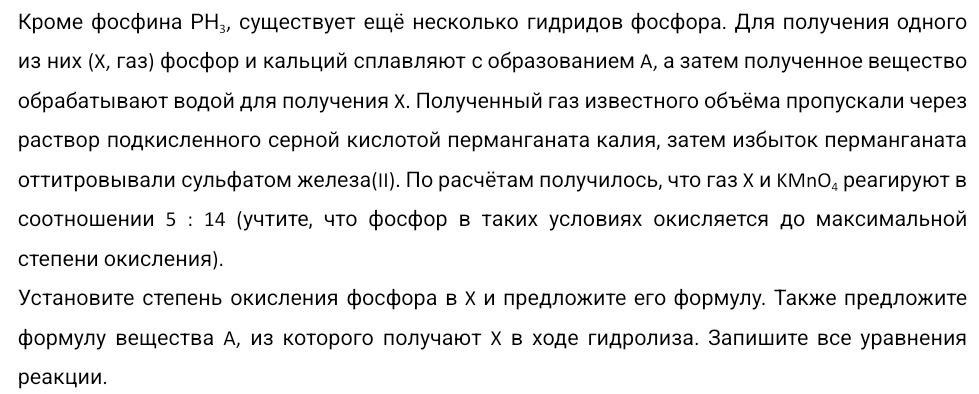 Кроме фосфина PH₃, существует ещё несколько гидридов фосфора. Для получения одного
из них (X, газ) фосфор и кальций сплавляют с образованием A, а затем полученное вещество
обрабатывают водой для получения X. Полученный газ известного объёма пропускали через
раствор подкисленного серной кислотой перманганата калия, затем избыток перманганата
оттитровывали сульфатом железа(II). По расчётам получилось, что газ X и KMnO₄ реагируют в
соотношении 5 : 14 (учтите, что фосфор в таких условиях окисляется до максимальной
степени окисления).
Установите степень окисления фосфора в X и предложите его формулу. Также предложите
формулу вещества A, из которого получают X в ходе гидролиза. Запишите все уравнения
реакции.